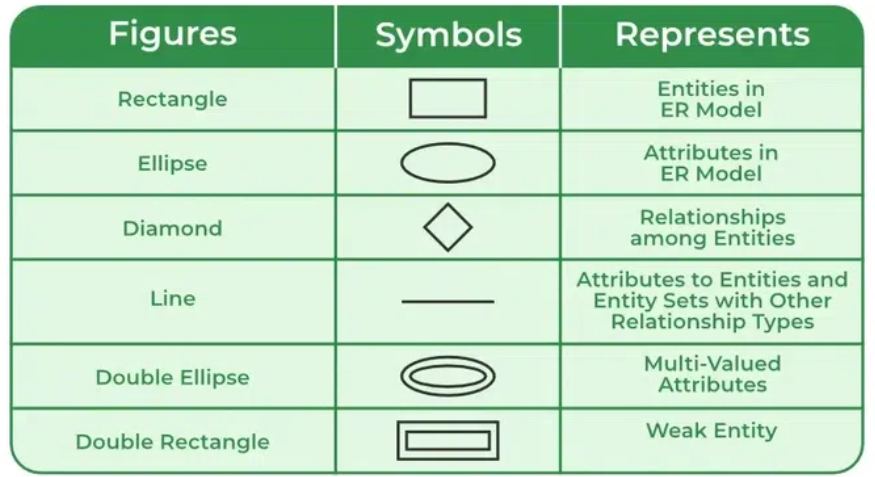 Figures
Symbols
Represents
Rectangle
Entities in
ER Model
Ellipse
Attributes in
ER Model
Diamond
Relationships
among Entities
Line
Attributes to Entities and
Entity Sets with Other
Relationship Types
Double Ellipse
Multi-Valued
Attributes
Double Rectangle
Weak Entity